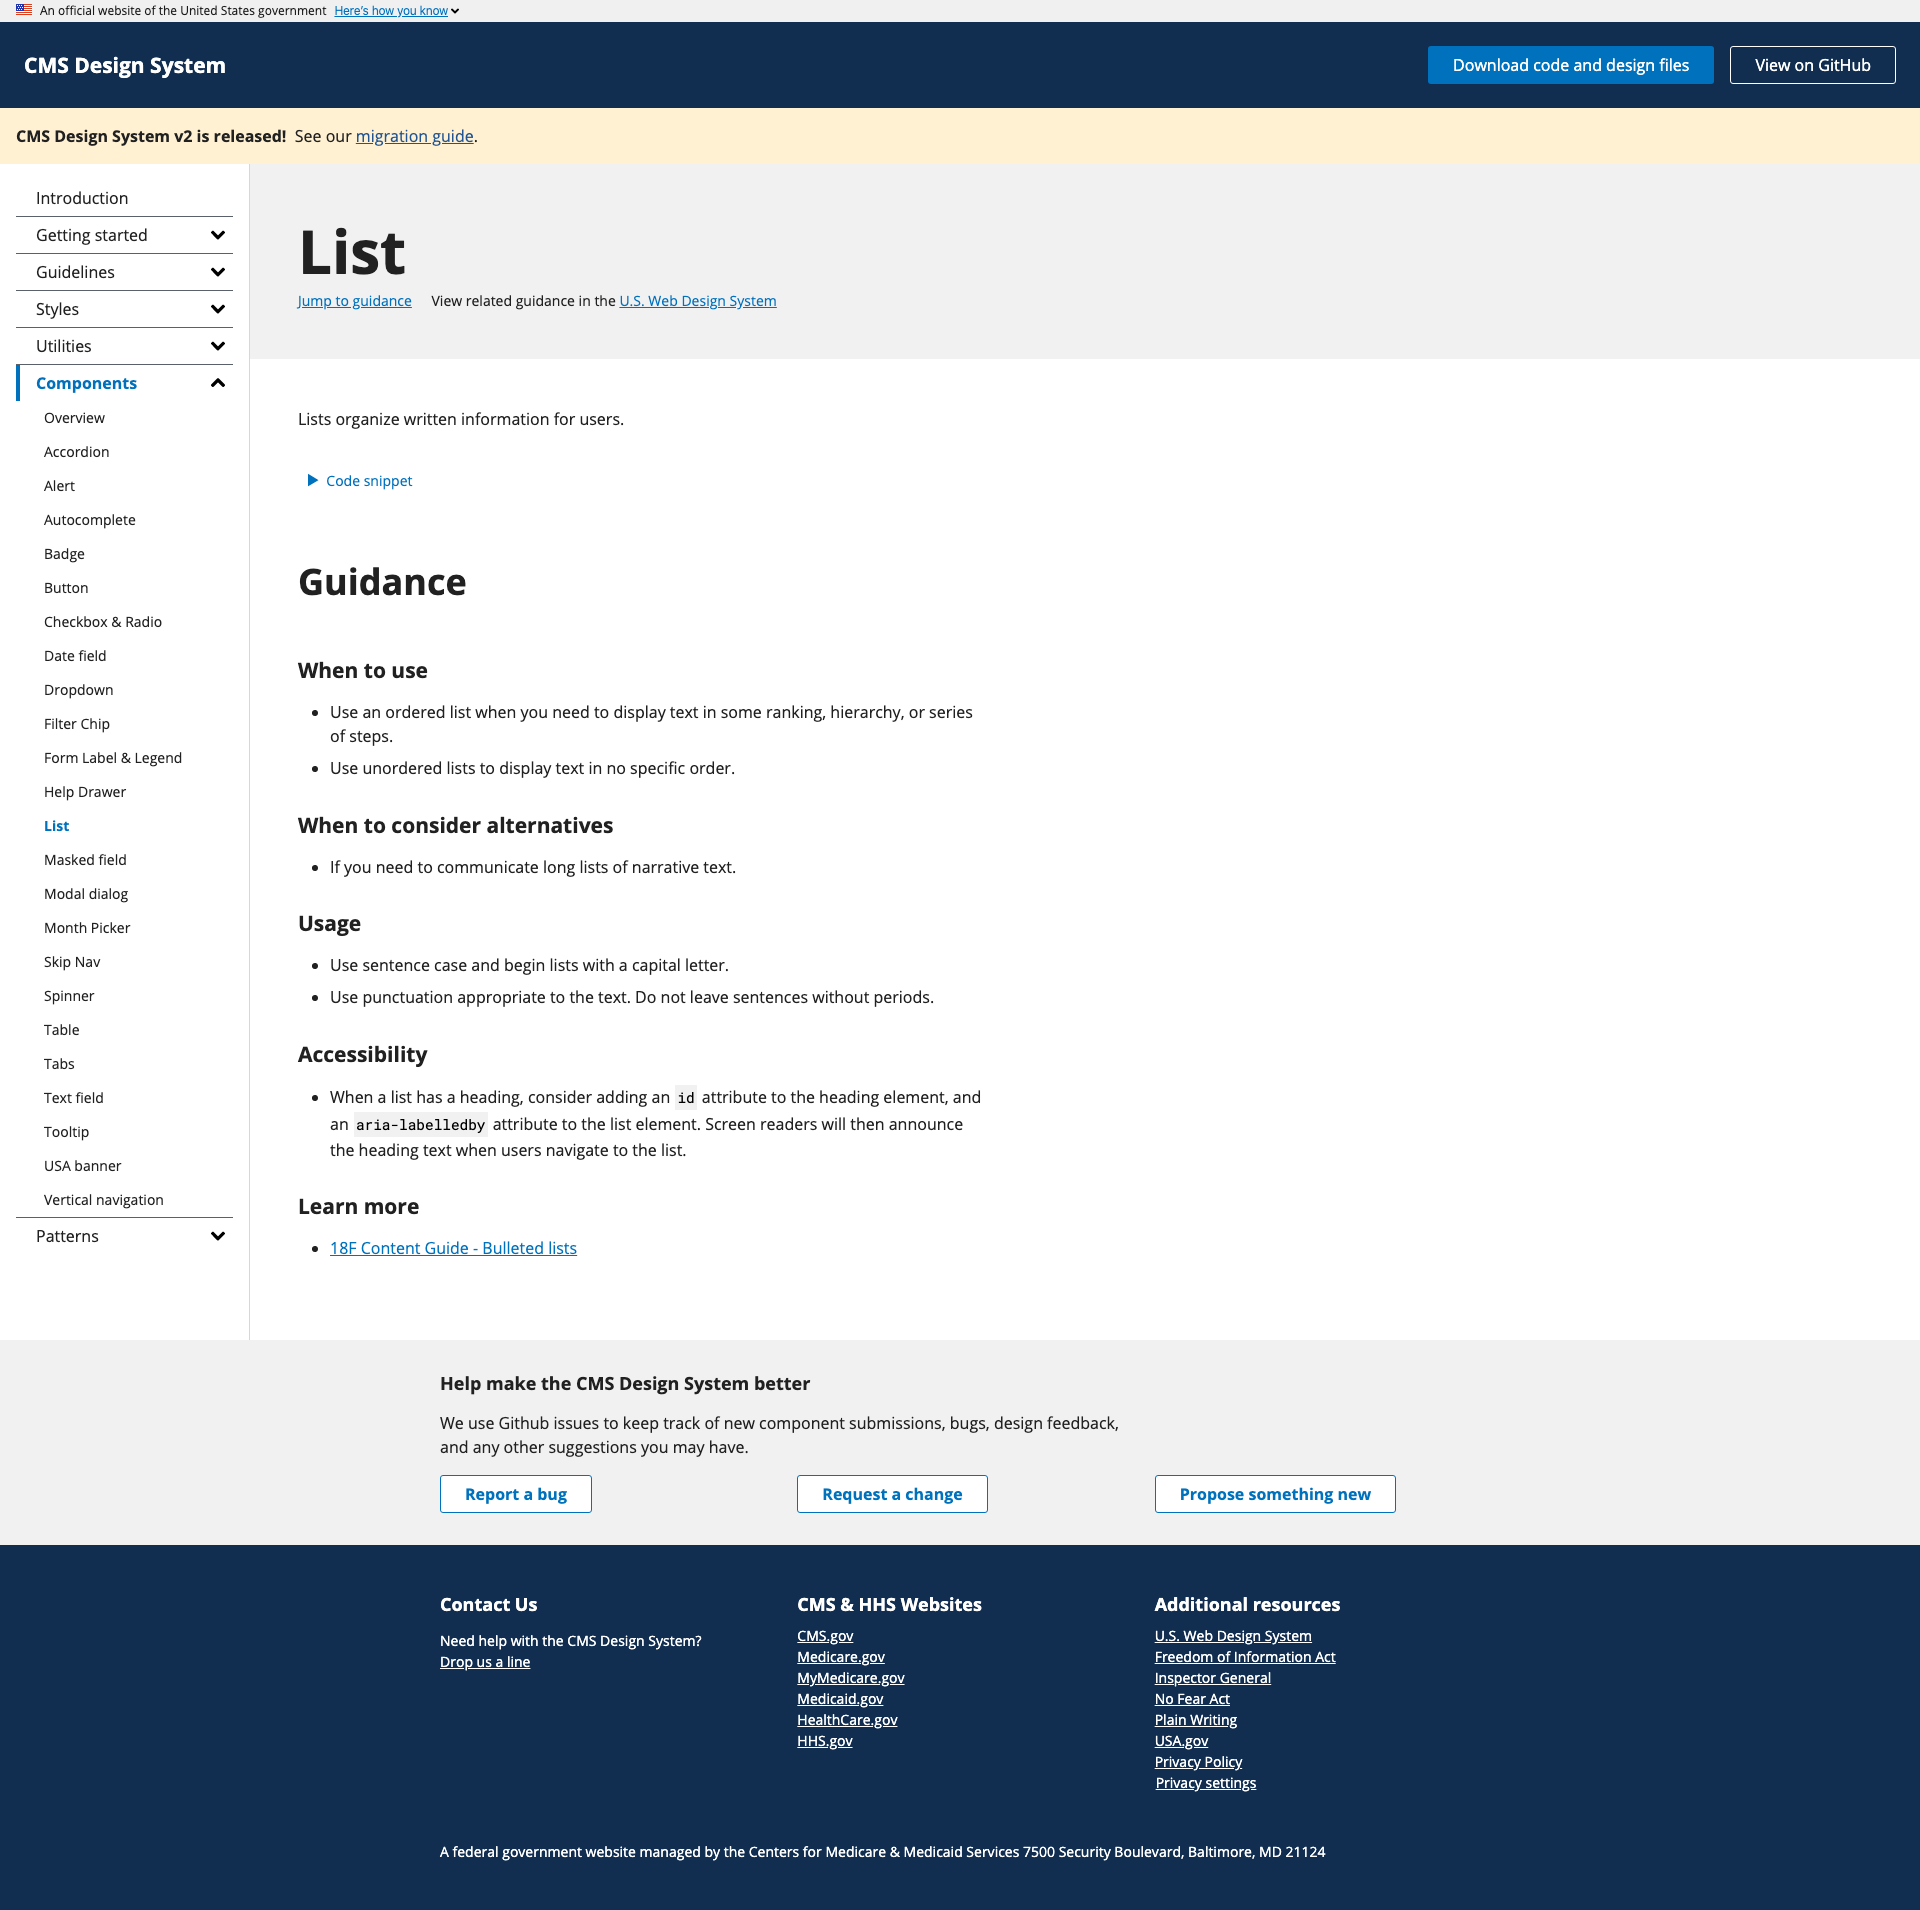 An official website of the United States government Here's how you know
CMS Design System
Download code and design files
View on GitHub
CMS Design System v2 is released! See our migration guide.
Introduction
Getting started
Guidelines
Styles
Utilities
Components
Overview
Accordion
Alert
Autocomplete
Badge
Button
Checkbox & Radio
Date field
Dropdown
Filter Chip
Form Label & Legend
Help Drawer
List
Masked field
Modal dialog
Month Picker
Skip Nav
Spinner
Table
Tabs
Text field
Tooltip
USA banner
Vertical navigation
Patterns
List
Jump to guidance View related guidance in the U.S. Web Design System
Lists organize written information for users.
Code snippet
Guidance
When to use
Use an ordered list when you need to display text in some ranking, hierarchy, or series
of steps.
Use unordered lists to display text in no specific order.
When to consider alternatives
If you need to communicate long lists of narrative text.
Usage
Use sentence case and begin lists with a capital letter.
Use punctuation appropriate to the text. Do not leave sentences without periods.
Accessibility
When a list has a heading, consider adding an id attribute to the heading element, and
an aria-labelledby attribute to the list element. Screen readers will then announce
the heading text when users navigate to the list.
Learn more
18F Content Guide - Bulleted lists
Help make the CMS Design System better
We use Github issues to keep track of new component submissions, bugs, design feedback,
and any other suggestions you may have.
Report a bug
Request a change
Propose something new
Contact Us
Need help with the CMS Design System?
Drop us a line
CMS & HHS Websites
CMS.gov
Medicare.gov
MyMedicare.gov
Medicaid.gov
HealthCare.gov
HHS.gov
Additional resources
U.S. Web Design System
Freedom of Information Act
Inspector General
No Fear Act
Plain Writing
USA.gov
Privacy Policy
Privacy settings
A federal government website managed by the Centers for Medicare & Medicaid Services 7500 Security Boulevard, Baltimore, MD 21124